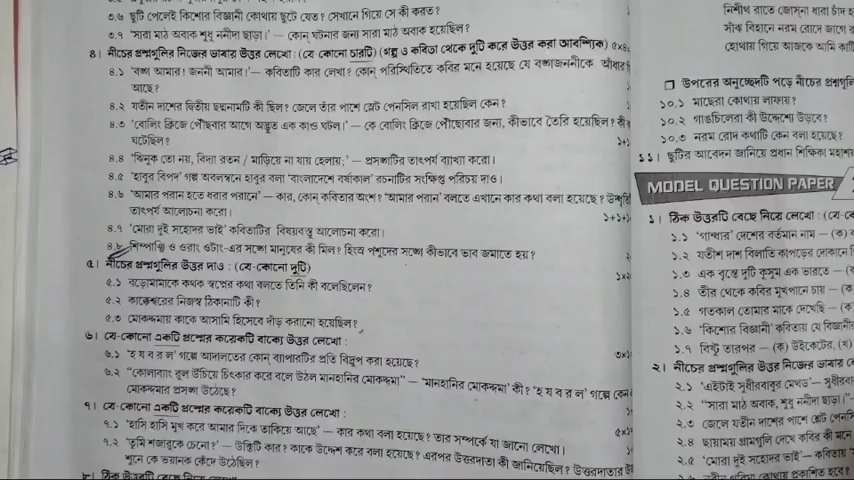 ৩.৬ ছুটি পেলেই কিশোর বিজ্ঞানী কোথায় ছুটে যেত? সেখানে গিয়ে সে কী করত?
৩.৭ 'সারা মাঠ অবাক শুধু ননীদা ছাড়া।' — কোন্ ঘটনার জন্য সারা মাঠ অবাক হয়েছিল?
৪। নীচের প্রশ্নগুলির নিজের ভাষায় উত্তর লেখো : (যে-কোনো চারটি) (গল্প ও কবিতা থেকে দুটি করে উত্তর করা আবশ্যিক)
৪.১ 'বঙ্গ আমার! জননী আমার!'— কবিতাটি কার লেখা? কোন্ পরিস্থিতিতে কবির মনে হয়েছে যে বঙ্গজননীকে
আছে?
৪.২ যতীন দাশের দ্বিতীয় ছদ্মনামটি কী ছিল? জেলে তাঁর পাশে স্লেট পেনসিল রাখা হয়েছিল কেন?
৪.৩ 'বোলিং ক্রিজে পৌঁছবার আগে অদ্ভুত এক কাণ্ড ঘটল।' — কে বোলিং ক্রিজে পৌঁছোবার জন্য, কীভাবে তৈরি হয়েছিল?
ঘটেছিল?
৪.৪ 'ঝিনুক তো নয়, বিদ্যা রতন / মাড়িয়ে না যায় হেলায়;' — প্রসঙ্গটির তাৎপর্য ব্যাখ্যা করো।
৪.৫ 'হাবুর বিপদ' গল্প অবলম্বনে হাবুর বলা 'বাংলাদেশে বর্ষাকাল' রচনাটির সংক্ষিপ্ত পরিচয় দাও।
৪.৬ 'আমার পরান হতে ধরার পরানে' — কার, কোন্ কবিতার অংশ? 'আমার পরান' বলতে এখানে কার কথা বলা হয়েছে?
তাৎপর্য আলোচনা করো।
৪.৭ 'মোরা দুই সহোদর ভাই' কবিতাটির বিষয়বস্তু আলোচনা করো।
৪.৮ শিম্পাঞ্জি ও ওরাং ওটাং-এর সঙ্গে মানুষের কী মিল? হিংস্র পশুদের সঙ্গে কীভাবে ভাব জমাতে হয়?
৫। নীচের প্রশ্নগুলির উত্তর দাও : (যে-কোনো দুটি)
৫.১ বড়োমামাকে কথক স্বপ্নের কথা বলতে তিনি কী বলেছিলেন?
৫.২ কাক্কেশ্বরের নিজস্ব ঠিকানাটি কী?
৫.৩ মোকদ্দমায় কাকে আসামি হিসেবে দাঁড় করানো হয়েছিল?
৬। যে-কোনো একটি প্রশ্নের কয়েকটি বাক্যে উত্তর লেখো :
৬.১ 'হ য ব র ল' গল্পে আদালতের কোন্ ব্যাপারটির প্রতি বিদ্রুপ করা হয়েছে?
৬.২ "কোলাব্যাং রুল উঁচিয়ে চিৎকার করে বলে উঠল মানহানির মোকদ্দমা" — 'মানহানির মোকদ্দমা' কী? 'হ য ব র ল' গল্পে কেন
মোকদ্দমার প্রসঙ্গ উঠেছে?
৭। যে-কোনো একটি প্রশ্নের কয়েকটি বাক্যে উত্তর লেখো :
৭.১ 'হাসি হাসি মুখ করে আমার দিকে তাকিয়ে আছে' — কার কথা বলা হয়েছে? তার সম্পর্কে যা জানো লেখো।
৭.২ 'তুমি শজারুকে চেনো?' — উক্তিটি কার? কাকে উদ্দেশ করে বলা হয়েছে? এরপর উত্তরদাতা কী জানিয়েছিল? উত্তরদাতার
শুনে কে ভয়ানক কেঁদে উঠেছিল?
নিশীথ রাতে জোসনা ধারা চাঁদ
সাঁঝ বিহানে নরম রোদে জাগে
হোথায় গিয়ে আজকে আমি
□ উপরের অনুচ্ছেদটি পড়ে নীচের
১০.১ মাছেরা কোথায় লাফায়?
১০.২ গাঙচিলেরা কী উদ্দেশ্যে উড়বে?
১০.৩ নরম রোদ কথাটি কেন বলা হয়েছে?
১১। ছুটির আবেদন জানিয়ে প্রধান শিক্ষিকা
MODEL QUESTION PAPER
১। ঠিক উত্তরটি বেছে নিয়ে লেখো :
১.১ 'গান্ধার' দেশের বর্তমান নাম — (ক)
১.২ যতীশ দাশ বিলাতি কাপড়ের দোকানে
১.৩ এক বৃন্তে দুটি কুসুম এক ভারতে —
১.৪ তীর থেকে কবির মুখপানে চায় — (ক)
১.৫ গতকাল তোমার মাকে দেখেছি — (ক)
১.৬ 'কিশোর বিজ্ঞানী' কবিতায় যে
১.৭ বিষ্টু তারপর — (ক) উইকেটের, (খ)
২। নীচের প্রশ্নগুলির উত্তর নিজের ভাষায়
২.১ 'এইটাই সুধীরবাবুর মেথড'—
২.২ "সারা মাঠ অবাক, শুধু ননীদা ছাড়া।"
২.৩ জেলে যতীন দাশের পাশে স্লেট
২.৪ ছায়াময় গ্রামগুলি দেখে কবির কী মনে
২.৫ 'মোরা দুই সহোদর ভাই'— কবিতায়